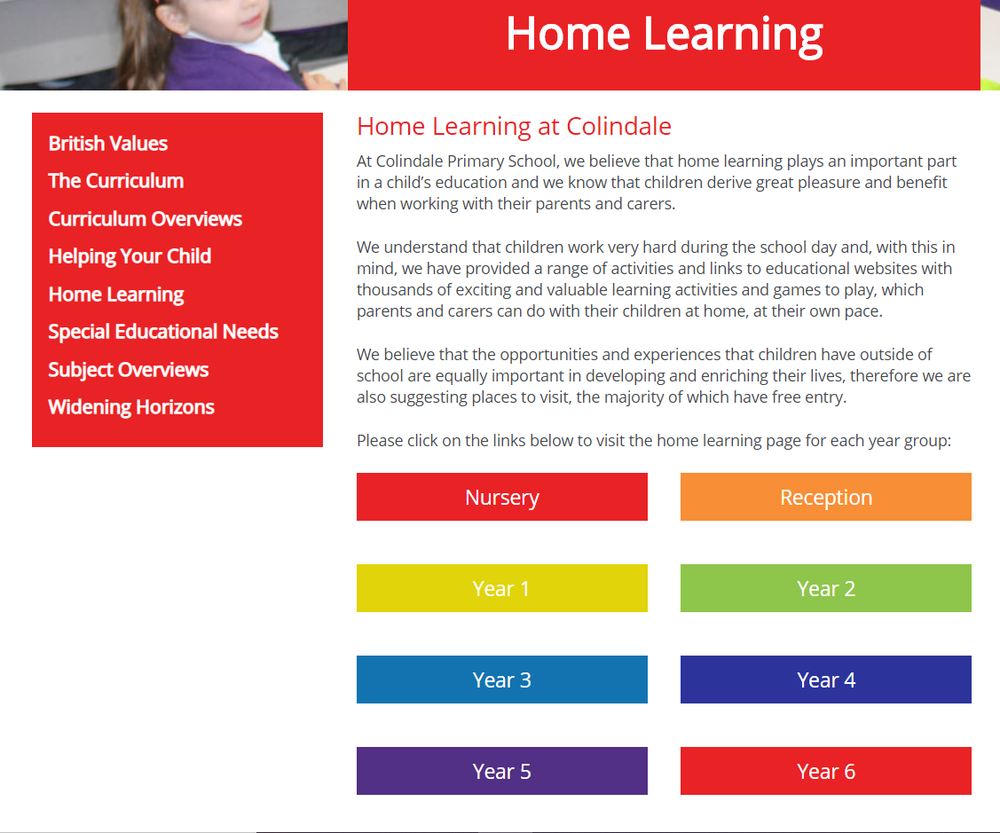 Home Learning
British Values
The Curriculum
Curriculum Overviews
Helping Your Child
Home Learning
Special Educational Needs
Subject Overviews
Widening Horizons
Home Learning at Colindale
At Colindale Primary School, we believe that home learning plays an important part
in a child’s education and we know that children derive great pleasure and benefit
when working with their parents and carers.
We understand that children work very hard during the school day and, with this in
mind, we have provided a range of activities and links to educational websites with
thousands of exciting and valuable learning activities and games to play, which
parents and carers can do with their children at home, at their own pace.
We believe that the opportunities and experiences that children have outside of
school are equally important in developing and enriching their lives, therefore we are
also suggesting places to visit, the majority of which have free entry.
Please click on the links below to visit the home learning page for each year group:
Nursery
Reception
Year 1
Year 2
Year 3
Year 4
Year 5
Year 6